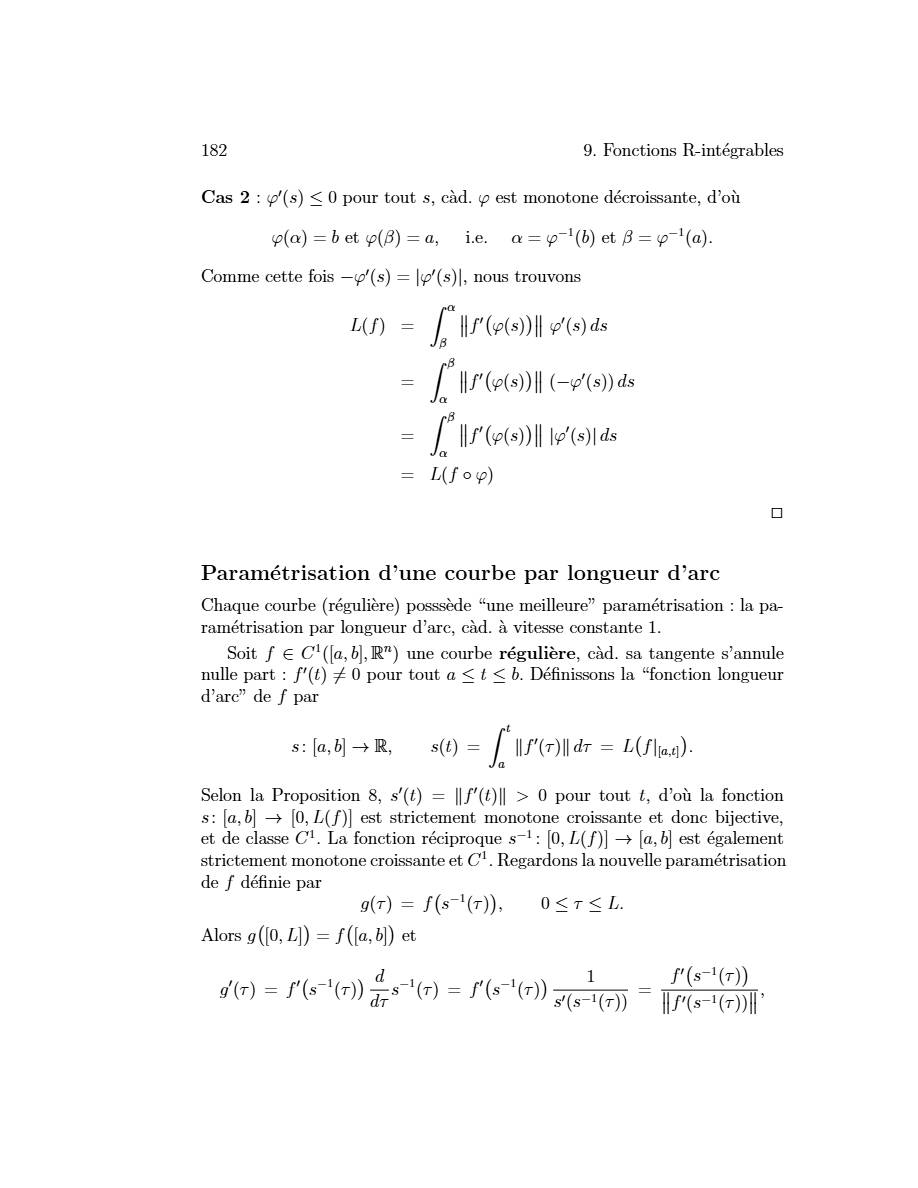 182 9. Fonctions R-intégrables
Cas 2 : φ′(s) ≤ 0 pour tout s, càd. φ est monotone décroissante, d’où
φ(α) = b et φ(β) = a, i.e. α = φ⁻¹(b) et β = φ⁻¹(a).
Comme cette fois −φ′(s) = |φ′(s)|, nous trouvons
L(f) = ∫_β^α ‖f′(φ(s))‖ φ′(s) ds
= ∫_α^β ‖f′(φ(s))‖ (−φ′(s)) ds
= ∫_α^β ‖f′(φ(s))‖ |φ′(s)| ds
= L(f ∘ φ)
□
Paramétrisation d’une courbe par longueur d’arc
Chaque courbe (régulière) posssède “une meilleure” paramétrisation : la pa-
ramétrisation par longueur d’arc, càd. à vitesse constante 1.
Soit f ∈ C¹([a, b], ℝⁿ) une courbe régulière, càd. sa tangente s’annule
nulle part : f′(t) ≠ 0 pour tout a ≤ t ≤ b. Définissons la “fonction longueur
d’arc” de f par
s: [a, b] → ℝ, s(t) = ∫_a^t ‖f′(τ)‖ dτ = L(f|_[a,t]).
Selon la Proposition 8, s′(t) = ‖f′(t)‖ > 0 pour tout t, d’où la fonction
s: [a, b] → [0, L(f)] est strictement monotone croissante et donc bijective,
et de classe C¹. La fonction réciproque s⁻¹: [0, L(f)] → [a, b] est également
strictement monotone croissante et C¹. Regardons la nouvelle paramétrisation
de f définie par
g(τ) = f(s⁻¹(τ)), 0 ≤ τ ≤ L.
Alors g([0, L]) = f([a, b]) et
g′(τ) = f′(s⁻¹(τ)) d/dτ s⁻¹(τ) = f′(s⁻¹(τ)) 1/s′(s⁻¹(τ)) = f′(s⁻¹(τ))/‖f′(s⁻¹(τ))‖,